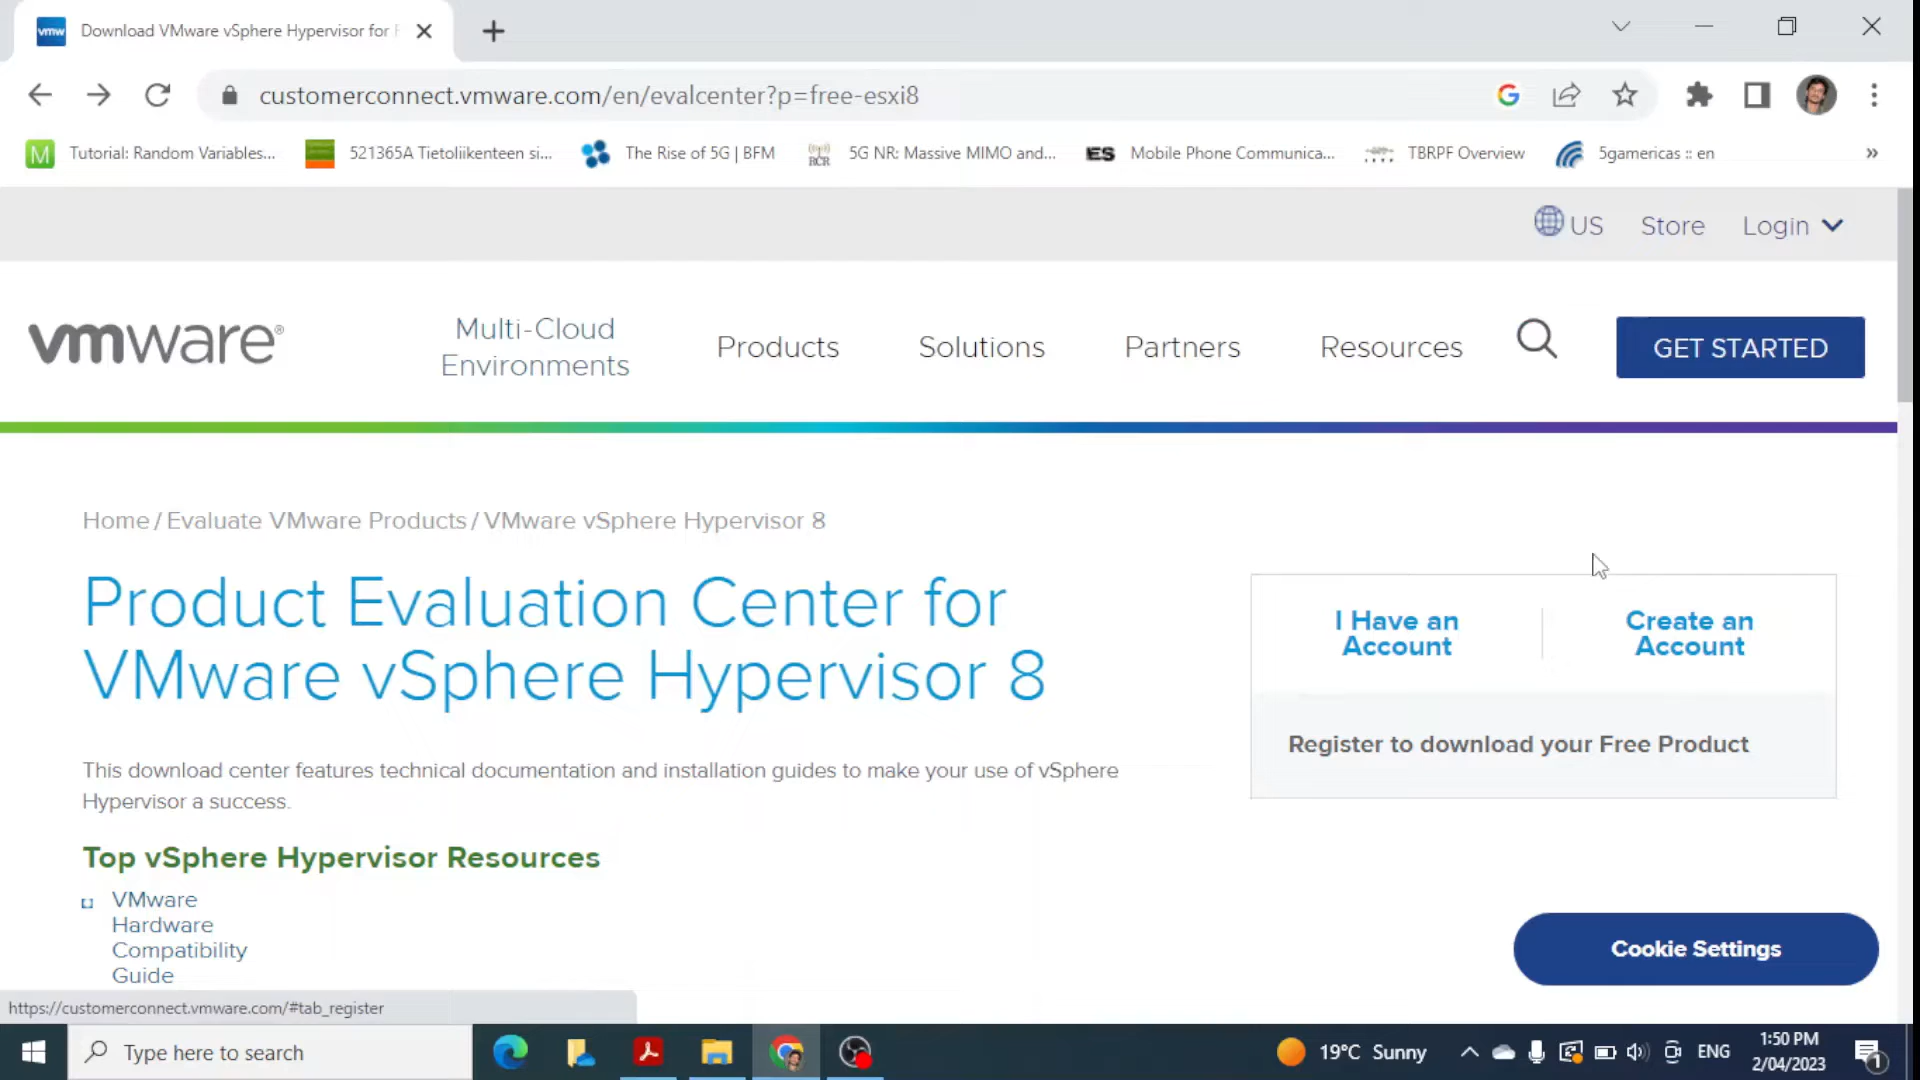 vmw Download VMware vSphere Hypervisor for
customerconnect.vmware.com/en/evalcenter?p=free-esxi8
M Tutorial: Random Variables... 521365A Tietoliikenteen si... The Rise of 5G | BFM RCR 5G NR: Massive MIMO and... ES Mobile Phone Communica... TBRPF Overview 5gamericas :: en »
US Store Login
vmware®
Multi-Cloud
Environments
Products Solutions Partners Resources GET STARTED
Home / Evaluate VMware Products / VMware vSphere Hypervisor 8
Product Evaluation Center for
VMware vSphere Hypervisor 8
I Have an
Account
Create an
Account
Register to download your Free Product
This download center features technical documentation and installation guides to make your use of vSphere
Hypervisor a success.
Top vSphere Hypervisor Resources
VMware
Hardware
Compatibility
Guide
Cookie Settings
https://customerconnect.vmware.com/#tab_register
Type here to search
19°C Sunny
ENG
1:50 PM
2/04/2023
1